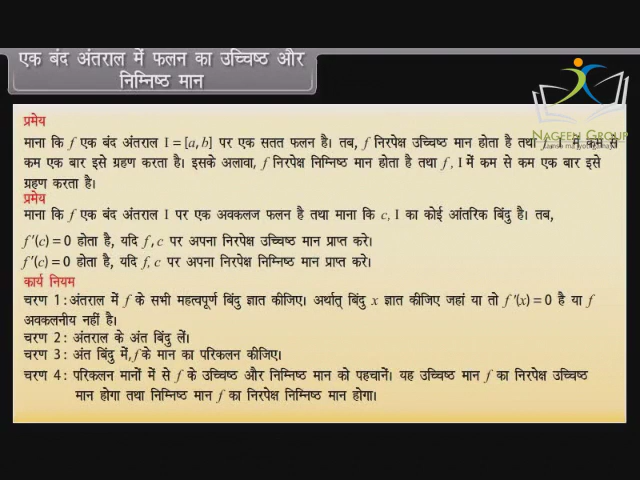 एक बंद अंतराल में फलन का उच्चिष्ठ और
निम्निष्ठ मान
NAGEEN GROUP
प्रमेय
माना कि f एक बंद अंतराल I = [a, b] पर एक सतत फलन है। तब, f निरपेक्ष उच्चिष्ठ मान होता है तथा f, I में कम से
कम एक बार इसे ग्रहण करता है। इसके अलावा, f निरपेक्ष निम्निष्ठ मान होता है तथा f, I में कम से कम एक बार इसे
ग्रहण करता है।
प्रमेय
माना कि f एक बंद अंतराल I पर एक अवकलज फलन है तथा माना कि c, I का कोई आंतरिक बिंदु है। तब,
f'(c) = 0 होता है, यदि f, c पर अपना निरपेक्ष उच्चिष्ठ मान प्राप्त करे।
f'(c) = 0 होता है, यदि f, c पर अपना निरपेक्ष निम्निष्ठ मान प्राप्त करे।
कार्य नियम
चरण 1 : अंतराल में f के सभी महत्वपूर्ण बिंदु ज्ञात कीजिए। अर्थात् बिंदु x ज्ञात कीजिए जहां या तो f'(x) = 0 है या f
अवकलनीय नहीं है।
चरण 2 : अंतराल के अंत बिंदु लें।
चरण 3 : अंत बिंदु में, f के मान का परिकलन कीजिए।
चरण 4 : परिकलन मानों में से f के उच्चिष्ठ और निम्निष्ठ मान को पहचानें। यह उच्चिष्ठ मान f का निरपेक्ष उच्चिष्ठ
मान होगा तथा निम्निष्ठ मान f का निरपेक्ष निम्निष्ठ मान होगा।